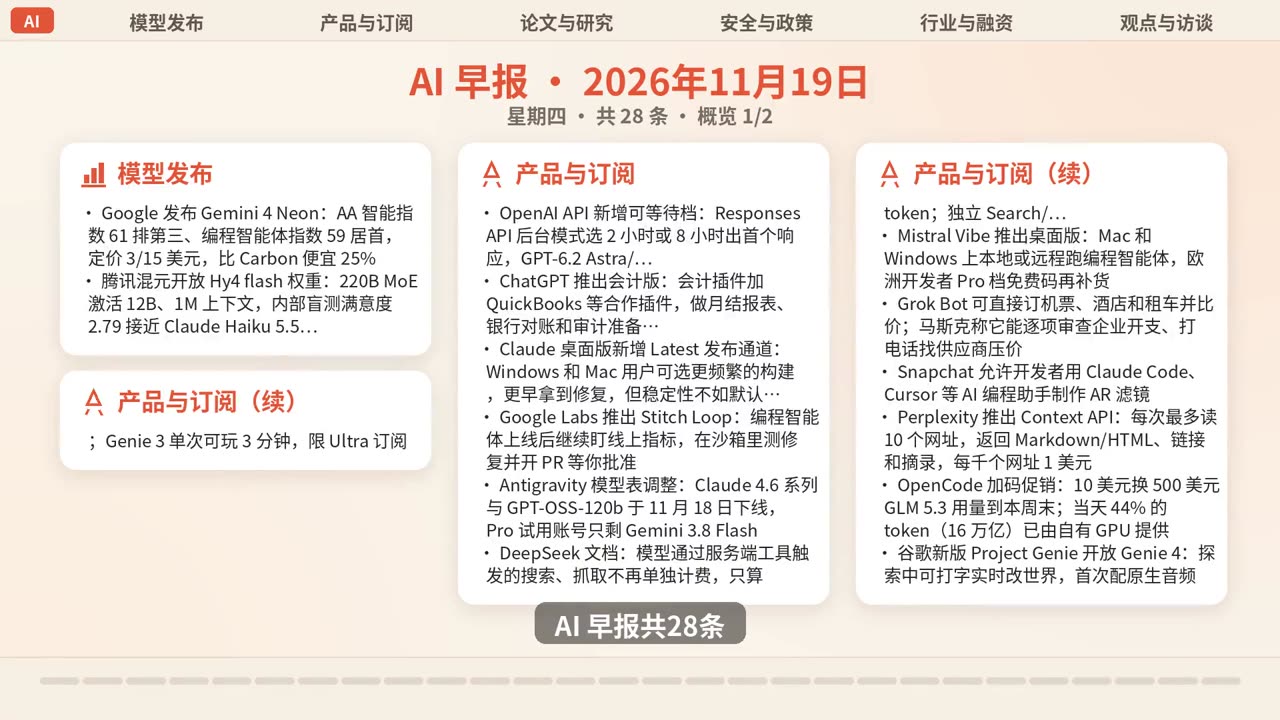 AI
模型发布
产品与订阅
论文与研究
安全与政策
行业与融资
观点与访谈
AI 早报 · 2026年11月19日
星期四 · 共 28 条 · 概览 1/2
模型发布
· Google 发布 Gemini 4 Neon：AA 智能指
数 61 排第三、编程智能体指数 59 居首，
定价 3/15 美元，比 Carbon 便宜 25%
· 腾讯混元开放 Hy4 flash 权重：220B MoE
激活 12B、1M 上下文，内部盲测满意度
2.79 接近 Claude Haiku 5.5…
产品与订阅（续）
；Genie 3 单次可玩 3 分钟，限 Ultra 订阅
产品与订阅
· OpenAI API 新增可等待档：Responses
API 后台模式选 2 小时或 8 小时出首个响
应，GPT-6.2 Astra/…
· ChatGPT 推出会计版：会计插件加
QuickBooks 等合作插件，做月结报表、
银行对账和审计准备…
· Claude 桌面版新增 Latest 发布通道：
Windows 和 Mac 用户可选更频繁的构建
，更早拿到修复，但稳定性不如默认…
· Google Labs 推出 Stitch Loop：编程智能
体上线后继续盯线上指标，在沙箱里测修
复并开 PR 等你批准
· Antigravity 模型表调整：Claude 4.6 系列
与 GPT-OSS-120b 于 11 月 18 日下线，
Pro 试用账号只剩 Gemini 3.8 Flash
· DeepSeek 文档：模型通过服务端工具触
发的搜索、抓取不再单独计费，只算
产品与订阅（续）
token；独立 Search/…
· Mistral Vibe 推出桌面版：Mac 和
Windows 上本地或远程跑编程智能体，欧
洲开发者 Pro 档免费码再补货
· Grok Bot 可直接订机票、酒店和租车并比
价；马斯克称它能逐项审查企业开支、打
电话找供应商压价
· Snapchat 允许开发者用 Claude Code、
Cursor 等 AI 编程助手制作 AR 滤镜
· Perplexity 推出 Context API：每次最多读
10 个网址，返回 Markdown/HTML、链接
和摘录，每千个网址 1 美元
· OpenCode 加码促销：10 美元换 500 美元
GLM 5.3 用量到本周末；当天 44% 的
token（16 万亿）已由自有 GPU 提供
· 谷歌新版 Project Genie 开放 Genie 4：探
索中可打字实时改世界，首次配原生音频
AI 早报共28条